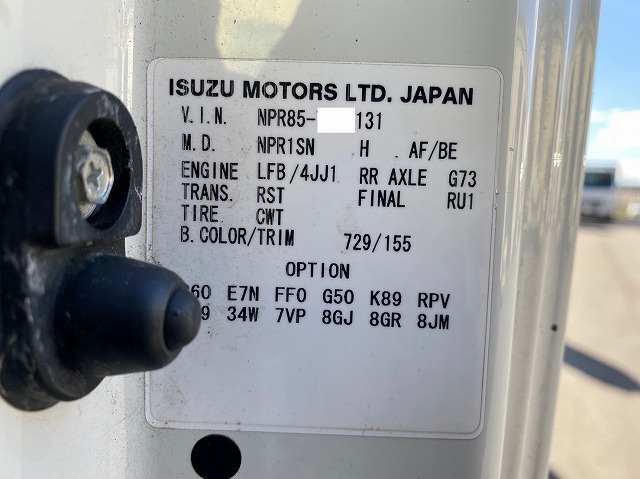 ISUZU MOTORS LTD. JAPAN
V.I.N. NPR85- 131
M.D. NPR1SN H . AF/BE
ENGINE LFB/4JJ1 RR AXLE G73
TRANS. RST FINAL RU1
TIRE. CWT
B.COLOR/TRIM 729/155
OPTION
E7N FF0 G50 K89 RPV
34W 7VP 8GJ 8GR 8JM